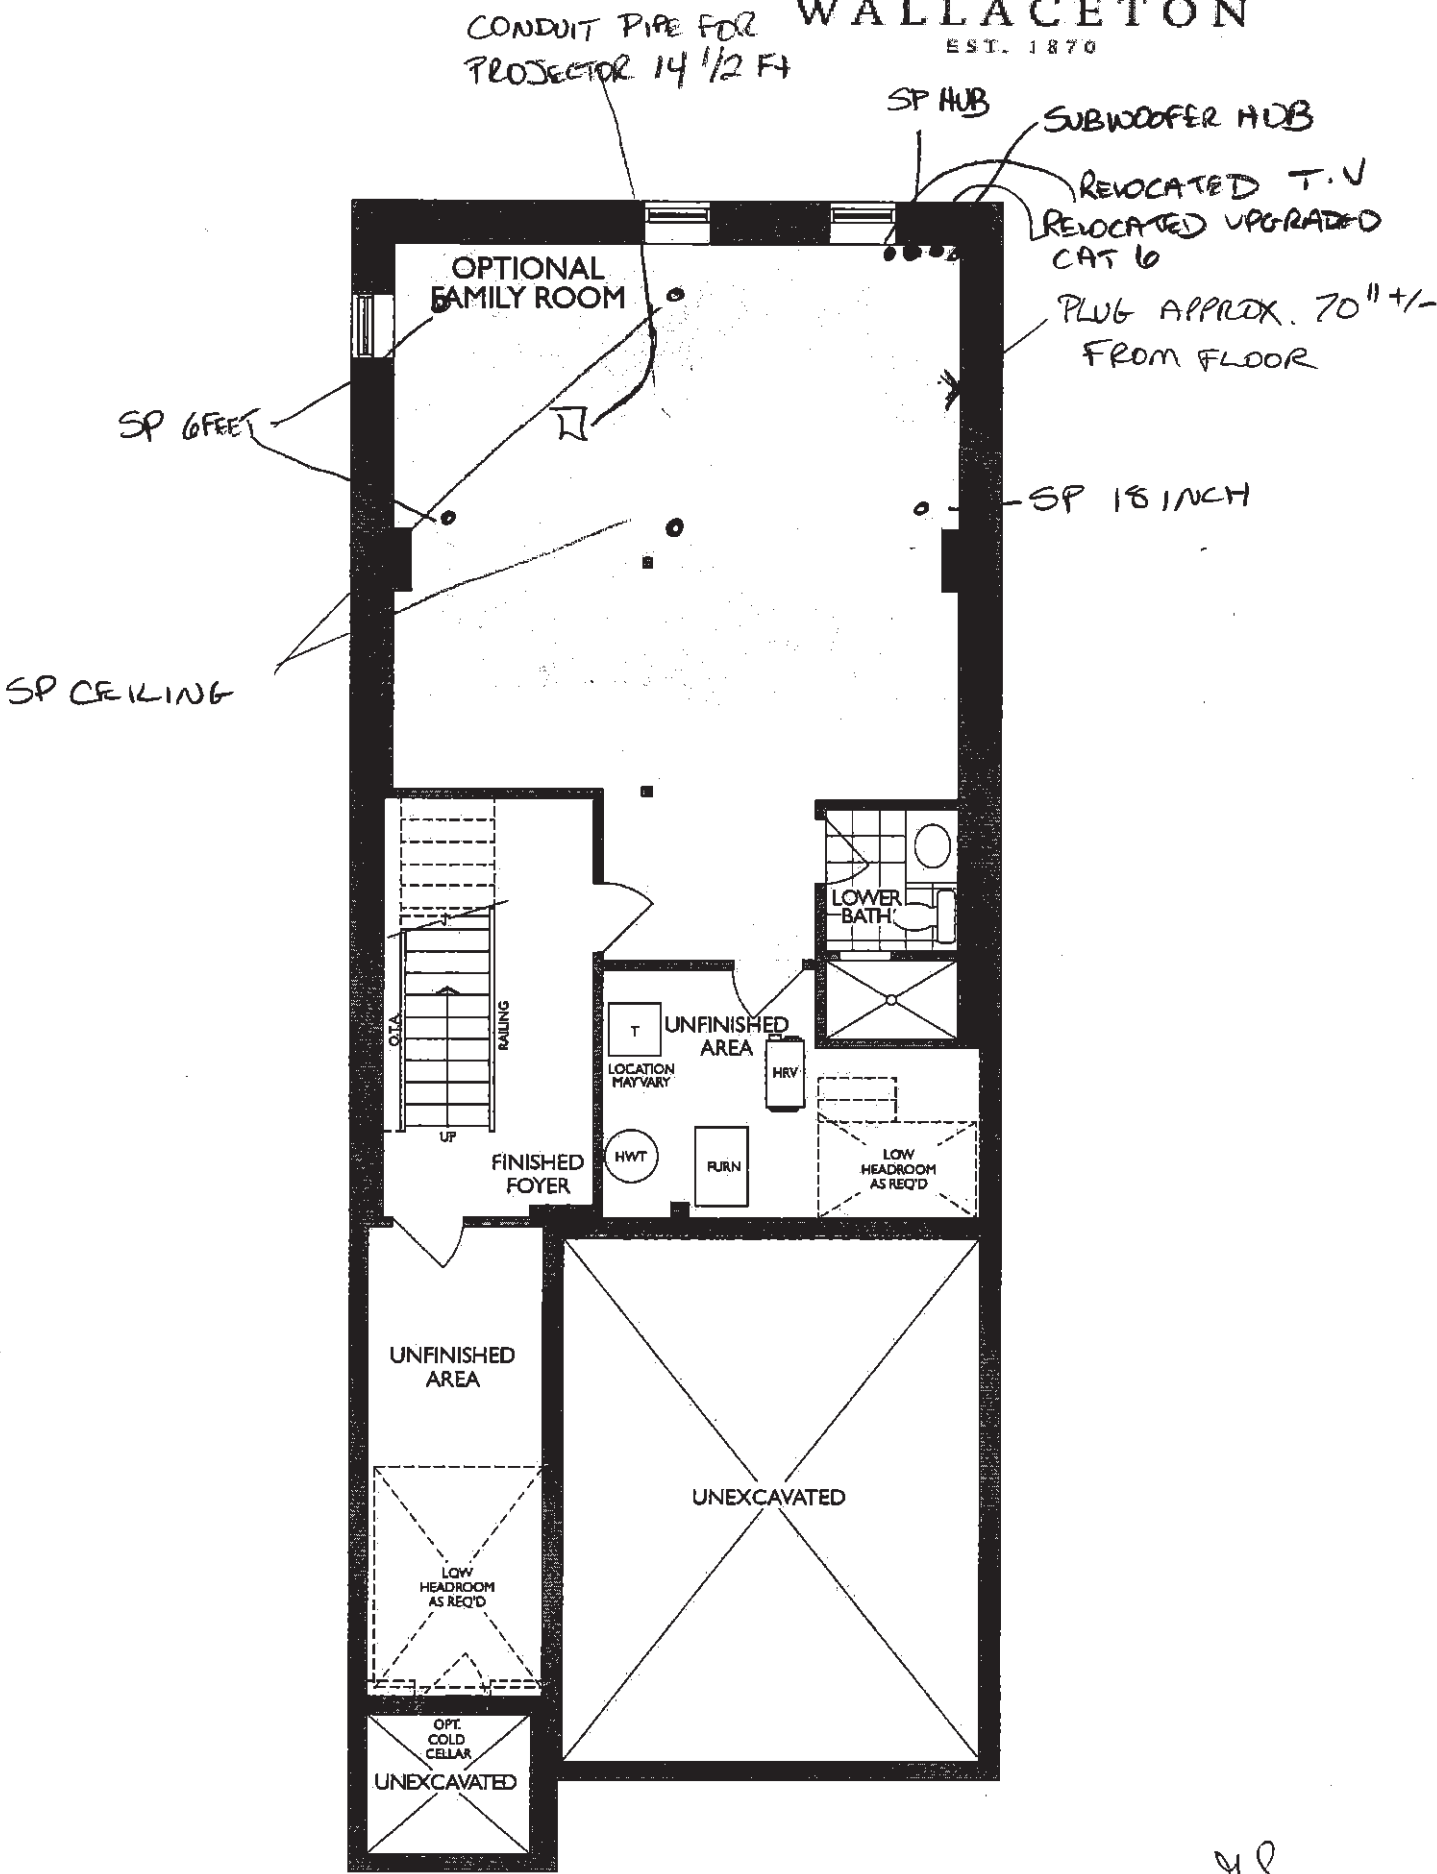 CONDUIT PIPE FOR
PROJECTOR 14 1/2 Ft
WALLACETON
EST. 1870
SP HUB
SUBWOOFER HUB
RELOCATED T.V
RELOCATED UPGRADED
CAT 6
PLUG APPROX. 70" +/-
FROM FLOOR
OPTIONAL
FAMILY ROOM
SP 6FEET
SP 18 INCH
SP CEILING
LOWER
BATH
O.T.A.
RAILING
UP
T
LOCATION
MAY VARY
UNFINISHED
AREA
HRV
HWT
FURN
LOW
HEADROOM
AS REQ'D
FINISHED
FOYER
UNFINISHED
AREA
UNEXCAVATED
LOW
HEADROOM
AS REQ'D
OPT.
COLD
CELLAR
UNEXCAVATED